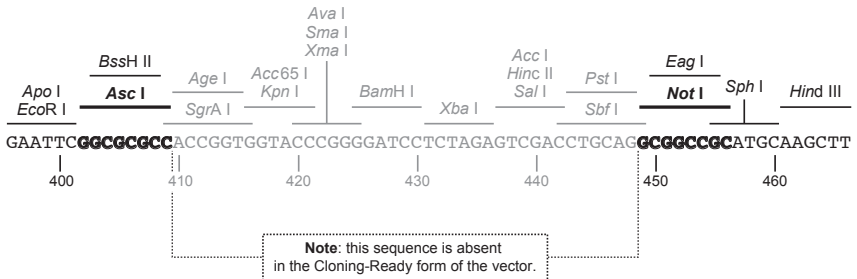 Ava I
Sma I
Xma I
BssH II
Acc I
Eag I
Age I
Acc65 I
Hinc II
Pst I
Apo I
Asc I
Kpn I
BamH I
Sal I
Not I
Sph I
Hind III
EcoR I
SgrA I
Xba I
Sbf I
GAATTCGGCGCGCCACCGGTGGTACCCGGGGATCCTCTAGAGTCGACCTGCAGGCGGCCGCATGCAAGCTT
400 410 420 430 440 450 460
Note: this sequence is absent
in the Cloning-Ready form of the vector.